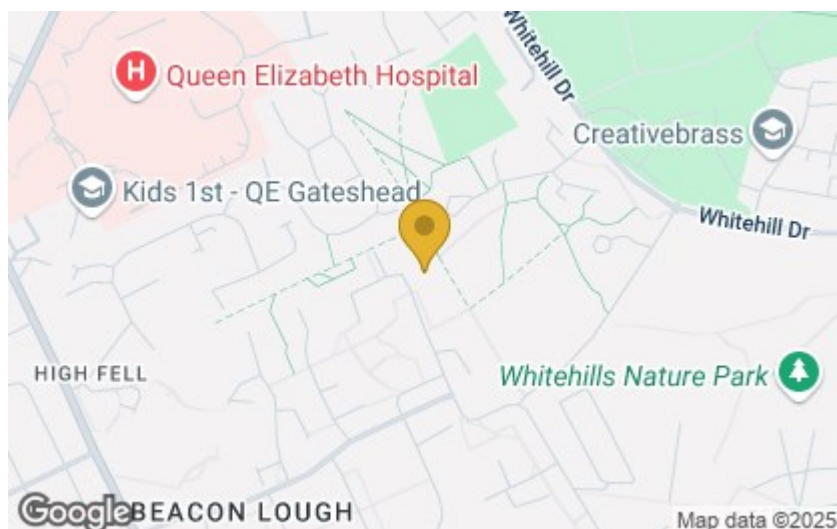 Whitehill Dr
H
Queen Elizabeth Hospital
Creativebrass
Kids 1st - QE Gateshead
Whitehill Dr
HIGH FELL
Whitehills Nature Park
Google
BEACON LOUGH
Map data ©2025